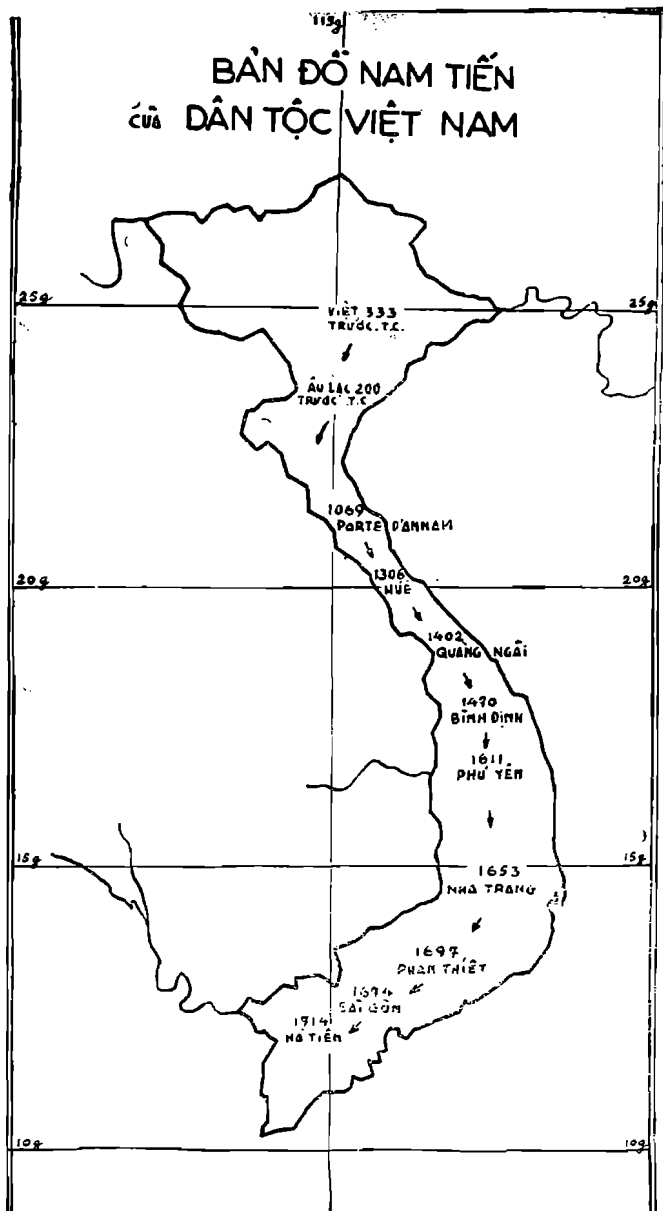 115g
BẢN ĐỒ NAM TIẾN
CỦA DÂN TỘC VIỆT NAM
25g
25g
VIỆT 333
TRƯỚC.T.C.
ÂU LẠC 200
TRƯỚC.T.C
1069
PORTE D'ANNAM
20g
20g
1306
HUẾ
1402
QUẢNG NGÃI
1470
BÌNH ĐỊNH
1611
PHÚ YÊN
15g
1653
NHA TRANG
1697
PHAN THIẾT
1674
SÀI GÒN
1714
HÀ TIÊN
10g
10g